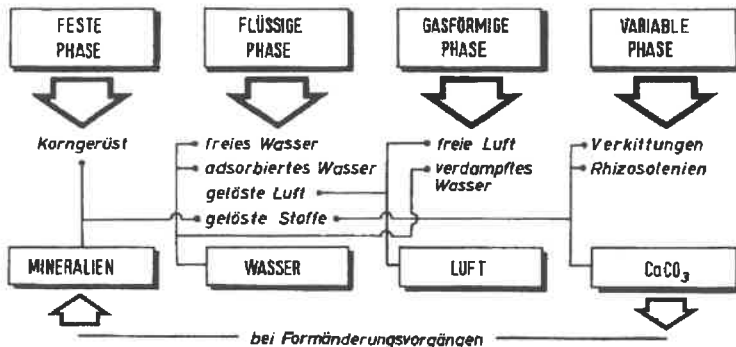 FESTE PHASE
FLÜSSIGE PHASE
GASFÖRMIGE PHASE
VARIABLE PHASE
Korngerüst
freies Wasser
adsorbiertes Wasser
gelöste Luft
gelöste Stoffe
freie Luft
verdampftes
Wasser
Verkittungen
Rhizosolenien
MINERALIEN
WASSER
LUFT
CaCO₃
bei Formänderungsvorgängen